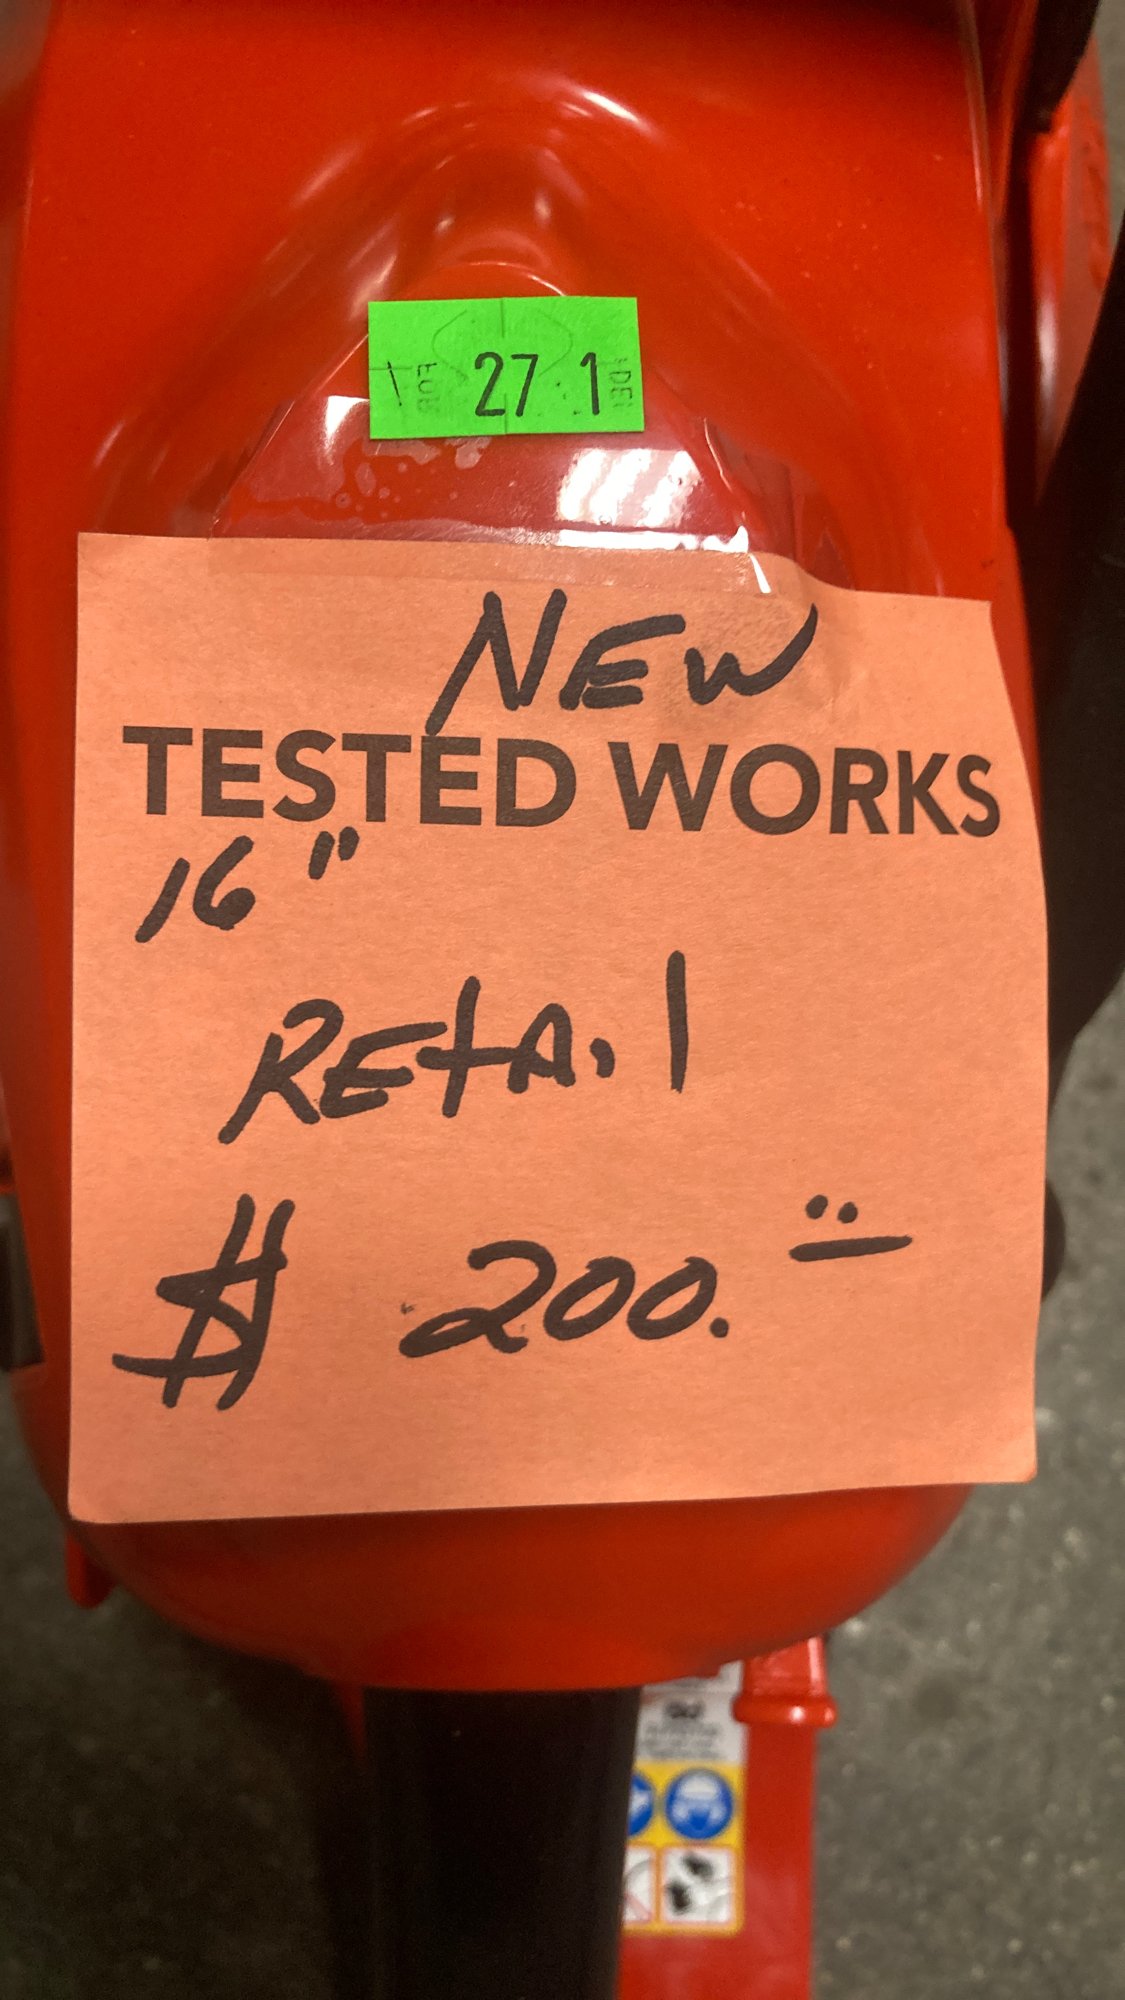 27 1
NEW
TESTED WORKS
16"
RETAIL
$ 200.